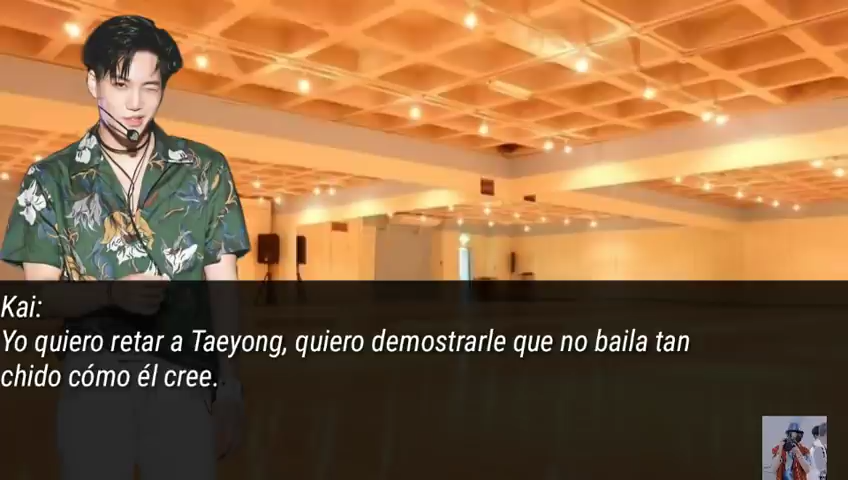 Kai:
Yo quiero retar a Taeyong, quiero demostrarle que no baila tan
chido cómo él cree.